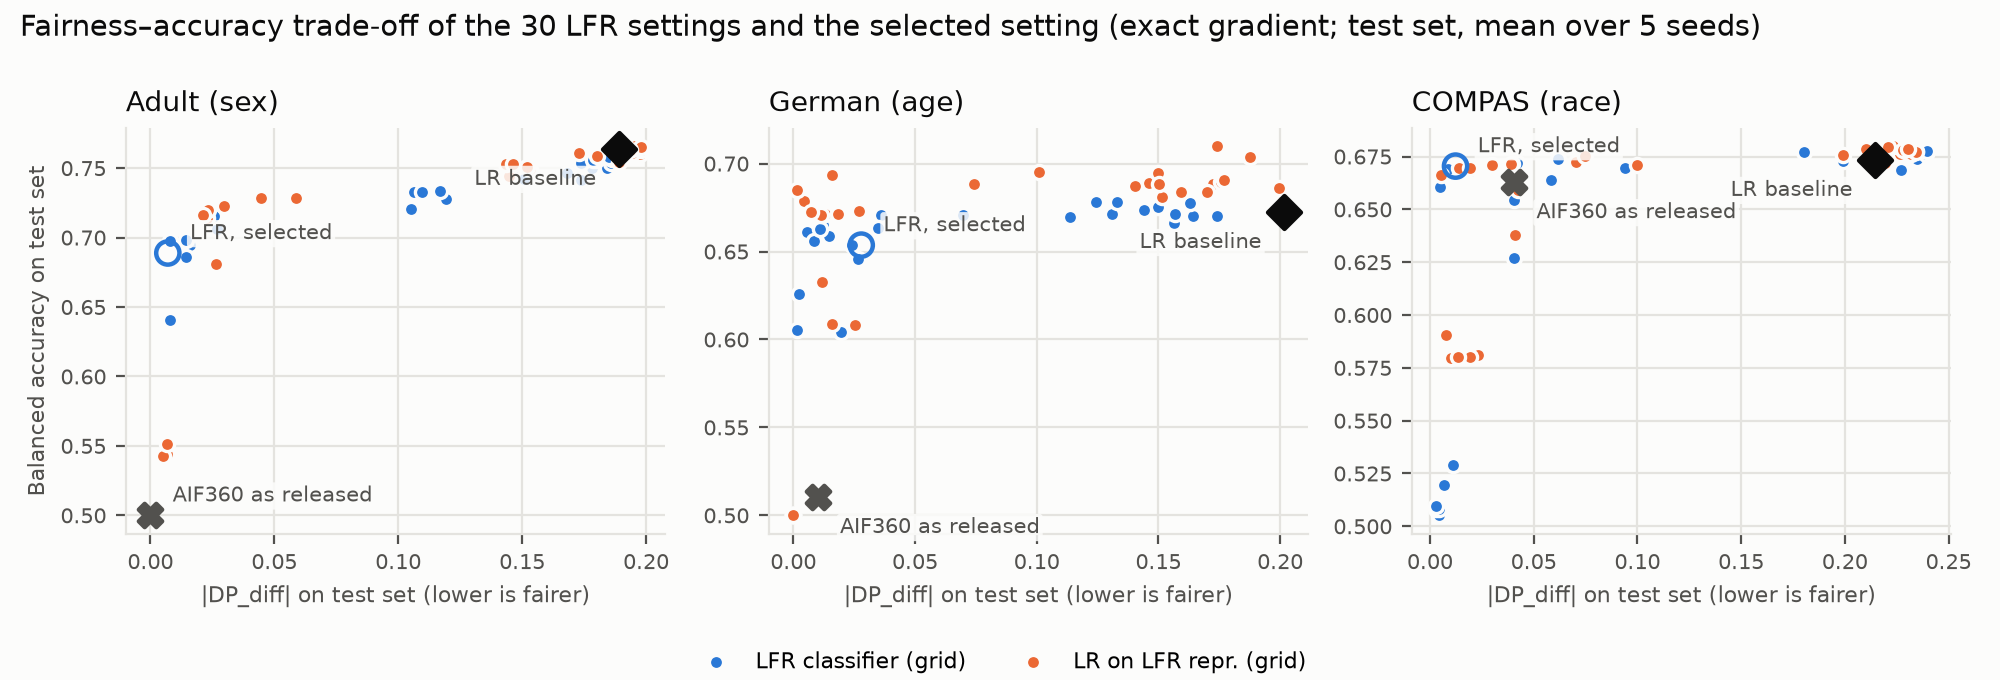 Fairness–accuracy trade-off of the 30 LFR settings and the selected setting (exact gradient; test set, mean over 5 seeds)
Adult (sex)
Balanced accuracy on test set
0.75
0.70
0.65
0.60
0.55
0.50
LR baseline
LFR, selected
AIF360 as released
0.00 0.05 0.10 0.15 0.20
|DP_diff| on test set (lower is fairer)
German (age)
0.70
0.65
0.60
0.55
0.50
LFR, selected
LR baseline
AIF360 as released
0.00 0.05 0.10 0.15 0.20
|DP_diff| on test set (lower is fairer)
COMPAS (race)
0.675
0.650
0.625
0.600
0.575
0.550
0.525
0.500
LFR, selected
LR baseline
AIF360 as released
0.00 0.05 0.10 0.15 0.20 0.25
|DP_diff| on test set (lower is fairer)
LFR classifier (grid)
LR on LFR repr. (grid)